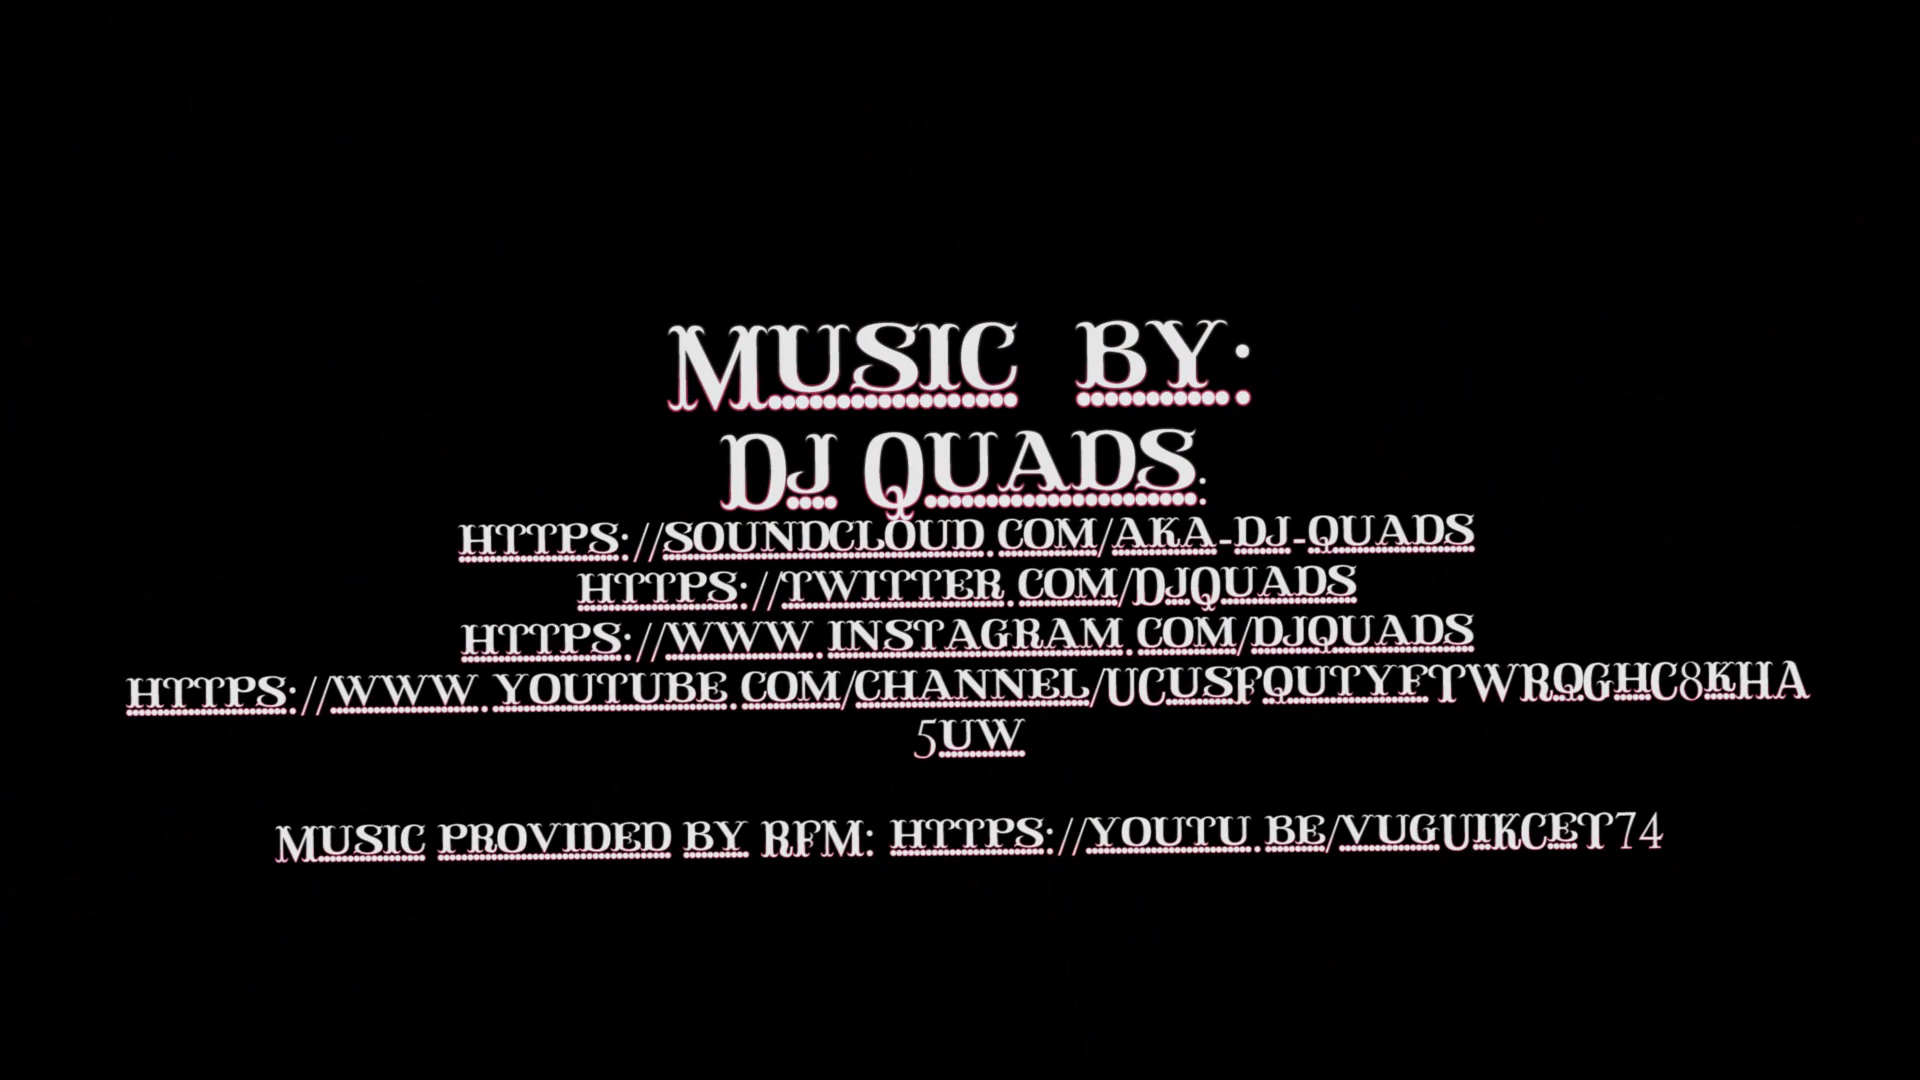 Music by:
Dj Quads:
https://soundcloud.com/aka-dj-quads
https://twitter.com/DjQuads
https://www.instagram.com/djquads
https://www.youtube.com/channel/UCusFqutyfTWRqGhC8kHA
5uw
Music provided by RFM: https://youtu.be/vugUiKCeT74